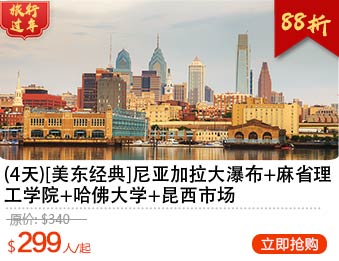 旅行
过年
88折
(4天)[美东经典]尼亚加拉大瀑布+麻省理
工学院+哈佛大学+昆西市场
原价: $340
$299人/起
立即抢购